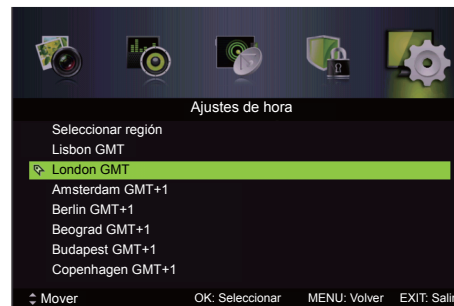 Ajustes de hora
Seleccionar región
Lisbon GMT
London GMT
Amsterdam GMT+1
Berlin GMT+1
Beograd GMT+1
Budapest GMT+1
Copenhagen GMT+1
Mover OK: Seleccionar MENU: Volver EXIT: Salir